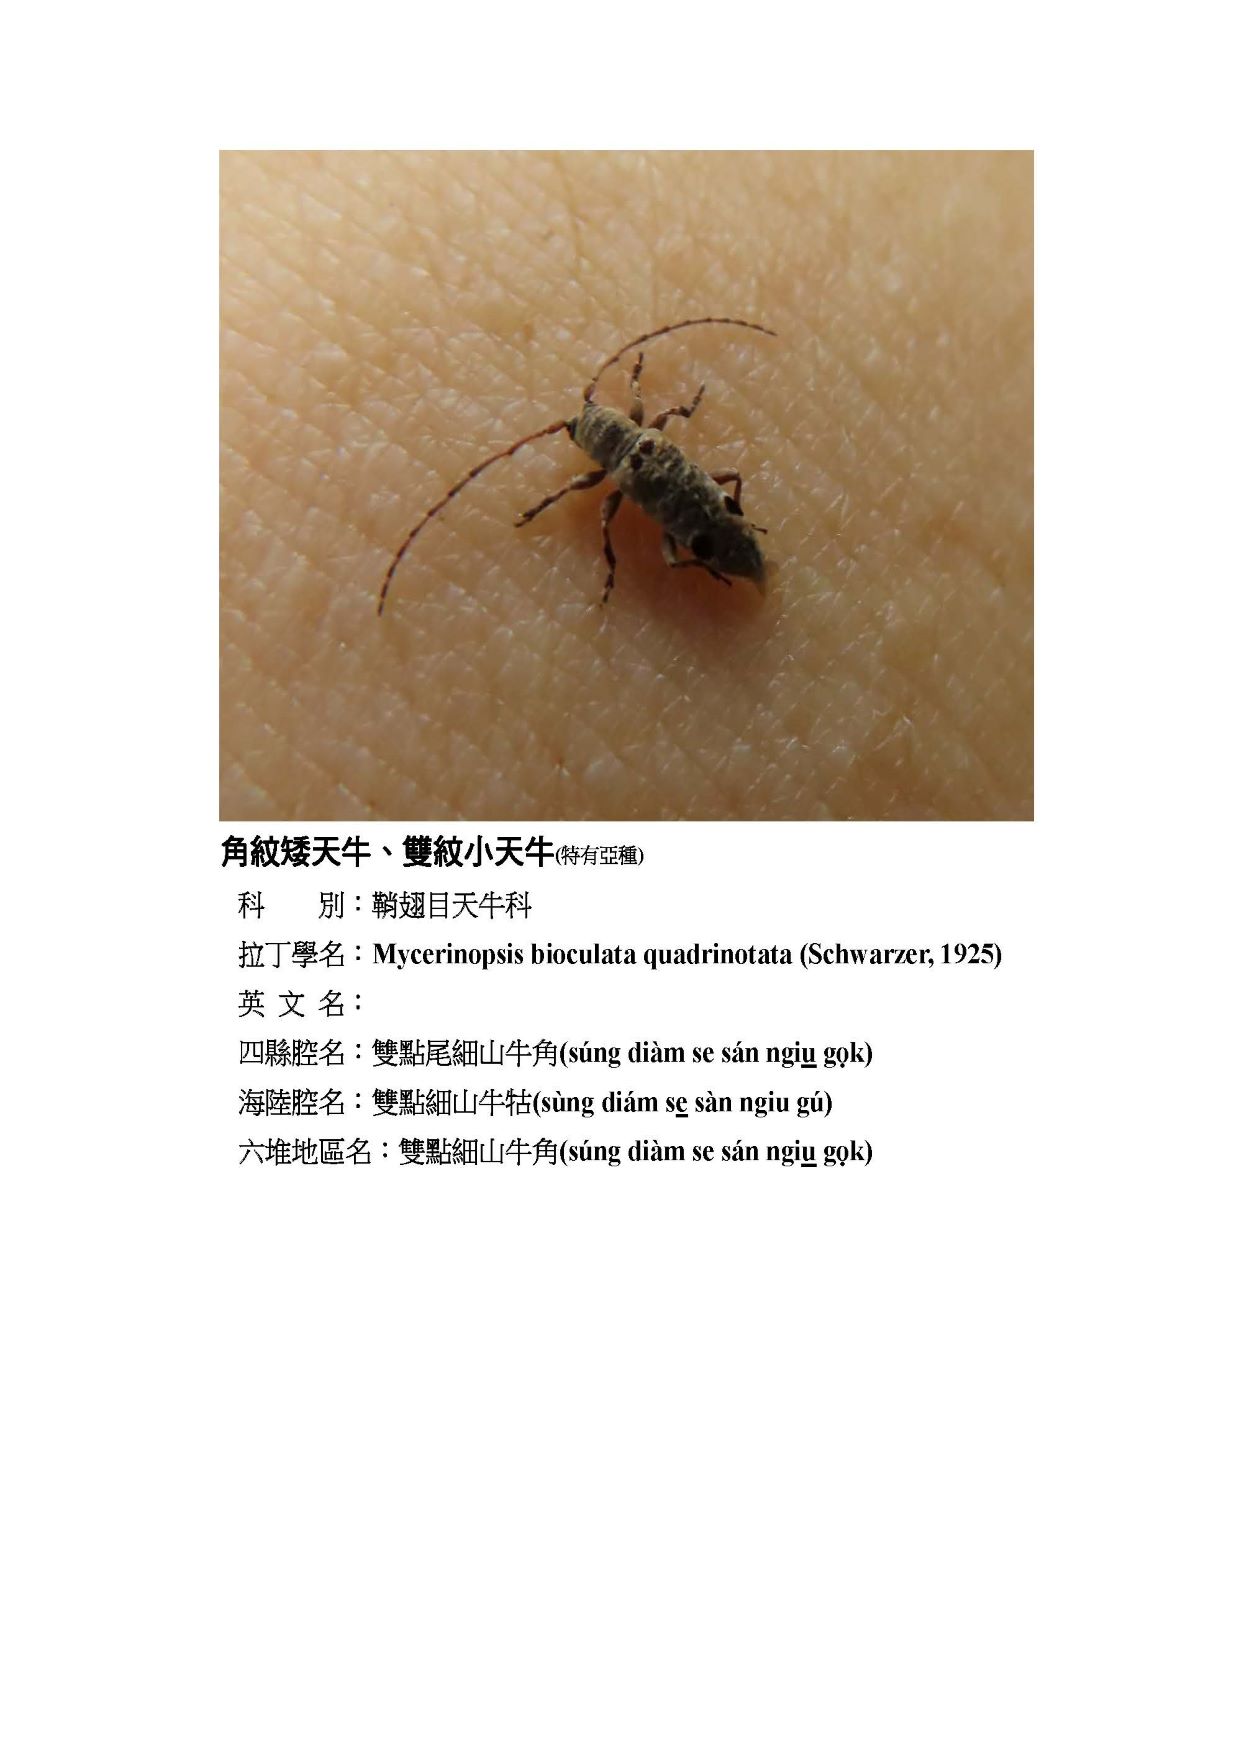 角紋矮天牛、雙紋小天牛(特有亞種)
科　　別：鞘翅目天牛科
拉丁學名：Mycerinopsis bioculata quadrinotata (Schwarzer, 1925)
英 文 名：
四縣腔名：雙點尾細山牛角(súng diàm se sán ngiu̲ gọk)
海陸腔名：雙點細山牛牯(sùng diám se̲ sàn ngiu gú)
六堆地區名：雙點細山牛角(súng diàm se sán ngiu̲ gọk)